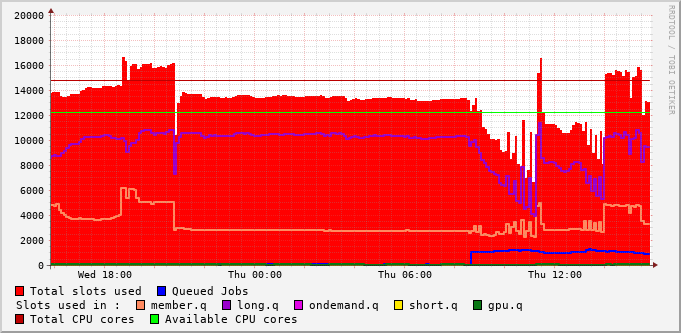 RRDTOOL / TOBI OETIKER
20000
18000
16000
14000
12000
10000
8000
6000
4000
2000
0
Wed 18:00 Thu 00:00 Thu 06:00 Thu 12:00
Total slots used Queued Jobs
Slots used in : member.q long.q ondemand.q short.q gpu.q
Total CPU cores Available CPU cores